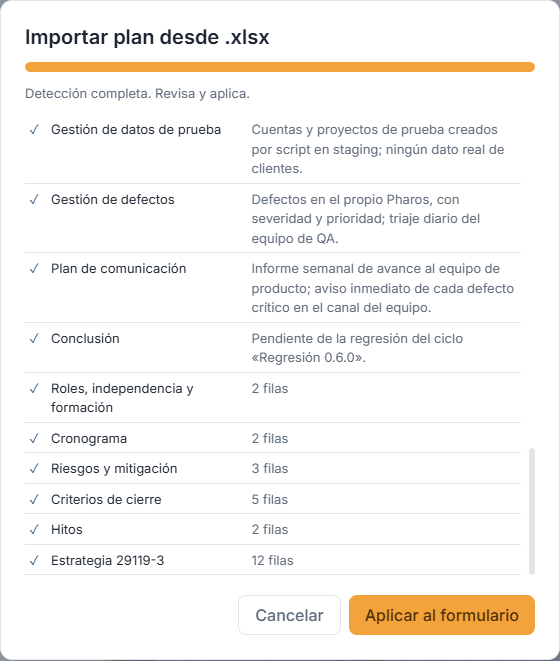 Importar plan desde .xlsx
Detección completa. Revisa y aplica.
✓ Gestión de datos de prueba Cuentas y proyectos de prueba creados
por script en staging; ningún dato real de
clientes.
✓ Gestión de defectos Defectos en el propio Pharos, con
severidad y prioridad; triaje diario del
equipo de QA.
✓ Plan de comunicación Informe semanal de avance al equipo de
producto; aviso inmediato de cada defecto
crítico en el canal del equipo.
✓ Conclusión Pendiente de la regresión del ciclo
«Regresión 0.6.0».
✓ Roles, independencia y 2 filas
formación
✓ Cronograma 2 filas
✓ Riesgos y mitigación 3 filas
✓ Criterios de cierre 5 filas
✓ Hitos 2 filas
✓ Estrategia 29119-3 12 filas
Cancelar Aplicar al formulario